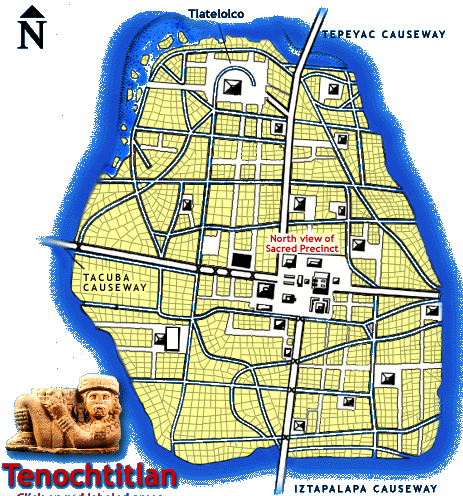 Tlatelolco
N
TEPEYAC CAUSEWAY
North view of
Sacred Precinct
TACUBA
CAUSEWAY
Tenochtitlan
IZTAPALAPA CAUSEWAY